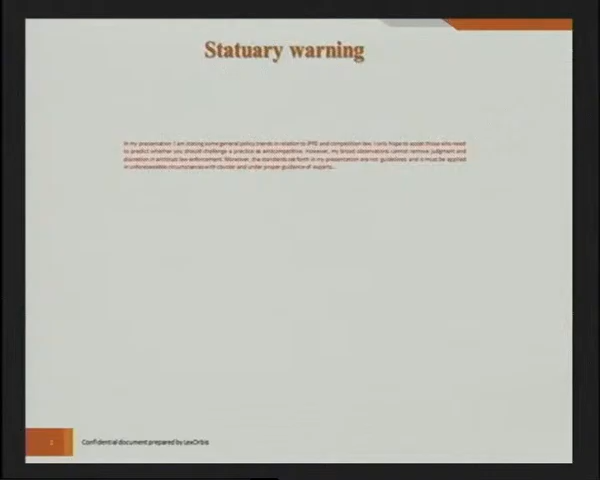 Statuary warning
In my presentation I am stating some general policy trends in relation to IPRS and competition law. I only hope to assist those who need
to predict whether you should challenge a practice as anticompetitive. However, my broad observations cannot remove judgment and
discretion in antitrust law enforcement. Moreover, the standards set forth in my presentation are not guidelines and is must be applied
in unforeseeable circumstances with and under proper guidance of experts...
Confidential document prepared by LexOrbis